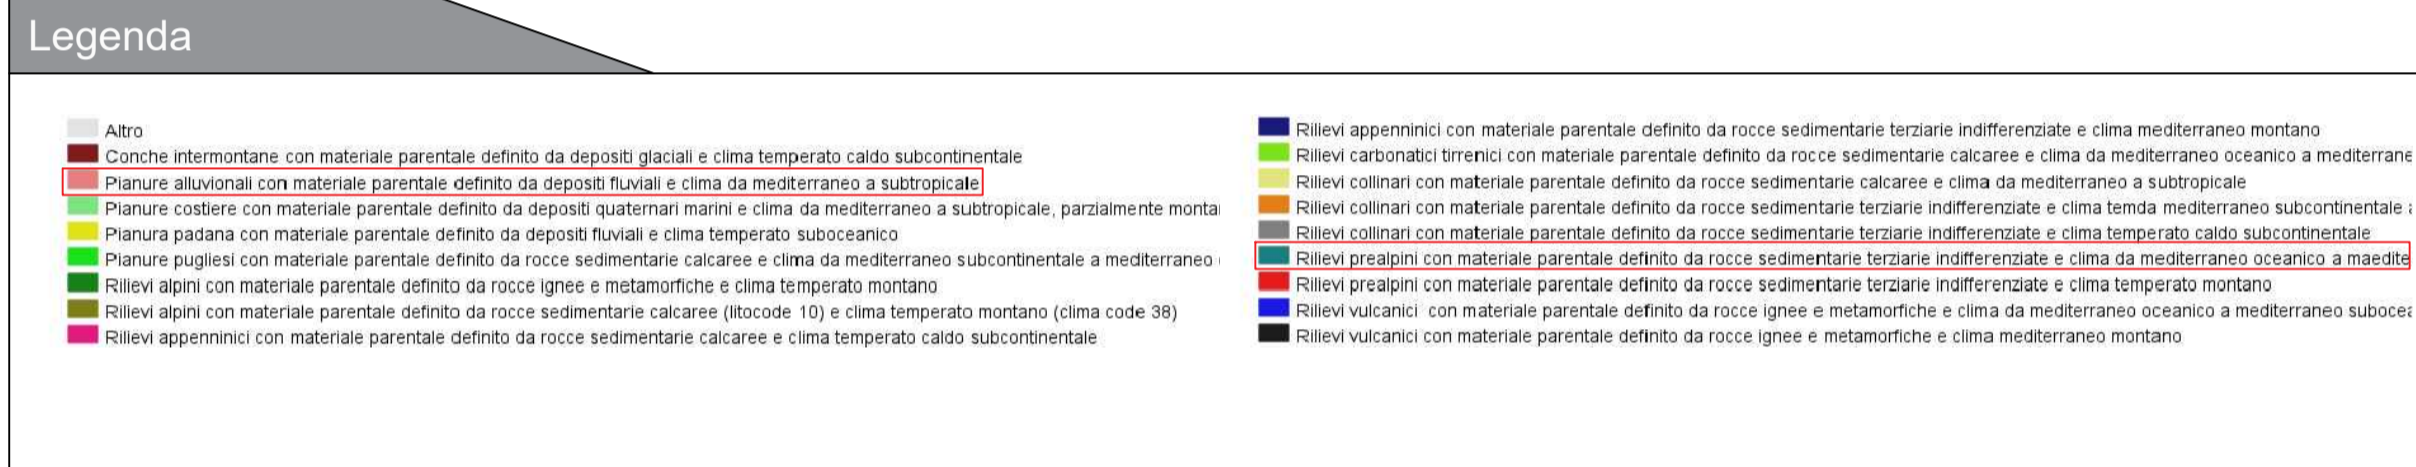 Legenda
Altro
Conche intermontane con materiale parentale definito da depositi glaciali e clima temperato caldo subcontinentale
Pianure alluvionali con materiale parentale definito da depositi fluviali e clima da mediterraneo a subtropicale
Pianure costiere con materiale parentale definito da depositi quaternari marini e clima da mediterraneo a subtropicale, parzialmente monta
Pianura padana con materiale parentale definito da depositi fluviali e clima temperato suboceanico
Pianure pugliesi con materiale parentale definito da rocce sedimentarie calcaree e clima da mediterraneo subcontinentale a mediterraneo
Rilievi alpini con materiale parentale definito da rocce ignee e metamorfiche e clima temperato montano
Rilievi alpini con materiale parentale definito da rocce sedimentarie calcaree (litocode 10) e clima temperato montano (clima code 38)
Rilievi appenninici con materiale parentale definito da rocce sedimentarie calcaree e clima temperato caldo subcontinentale
Rilievi appenninici con materiale parentale definito da rocce sedimentarie terziarie indifferenziate e clima mediterraneo montano
Rilievi carbonatici tirrenici con materiale parentale definito da rocce sedimentarie calcaree e clima da mediterraneo oceanico a mediterrane
Rilievi collinari con materiale parentale definito da rocce sedimentarie calcaree e clima da mediterraneo a subtropicale
Rilievi collinari con materiale parentale definito da rocce sedimentarie terziarie indifferenziate e clima temda mediterraneo subcontinentale
Rilievi collinari con materiale parentale definito da rocce sedimentarie terziarie indifferenziate e clima temperato caldo subcontinentale
Rilievi prealpini con materiale parentale definito da rocce sedimentarie terziarie indifferenziate e clima da mediterraneo oceanico a maedite
Rilievi prealpini con materiale parentale definito da rocce sedimentarie terziarie indifferenziate e clima temperato montano
Rilievi vulcanici con materiale parentale definito da rocce ignee e metamorfiche e clima da mediterraneo oceanico a mediterraneo suboce
Rilievi vulcanici con materiale parentale definito da rocce ignee e metamorfiche e clima mediterraneo montano